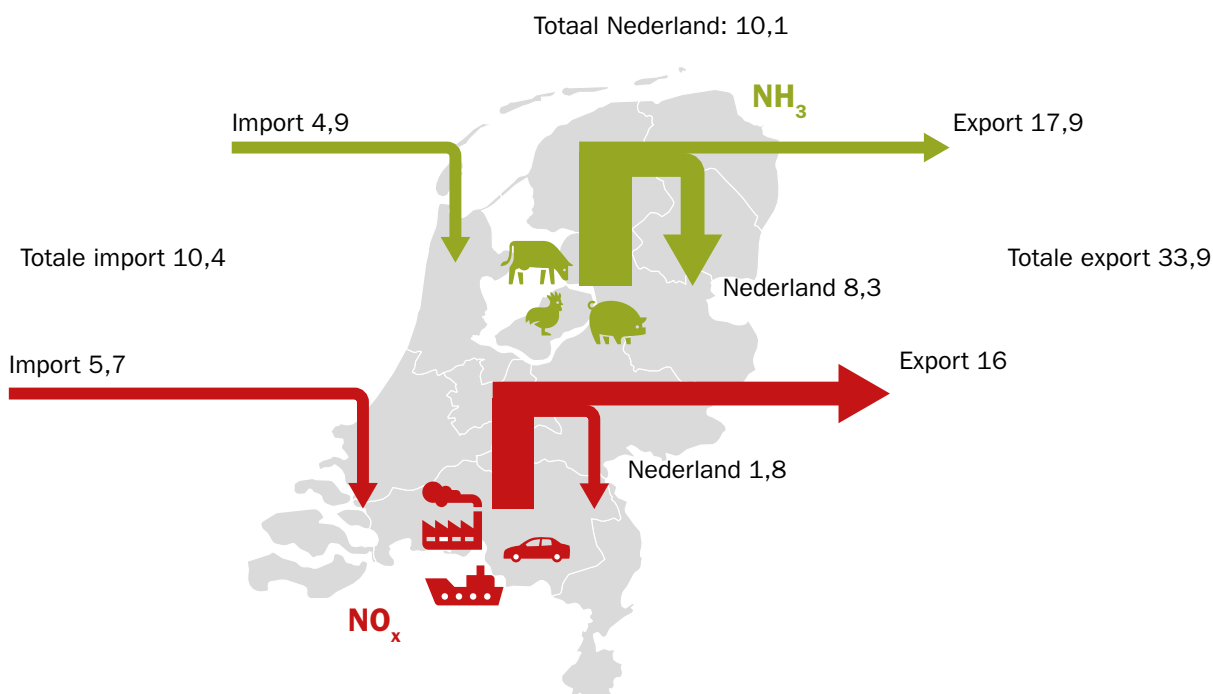 Totaal Nederland: 10,1
NH3
Import 4,9
Export 17,9
Totale import 10,4
Totale export 33,9
Nederland 8,3
Import 5,7
Export 16
Nederland 1,8
NOx